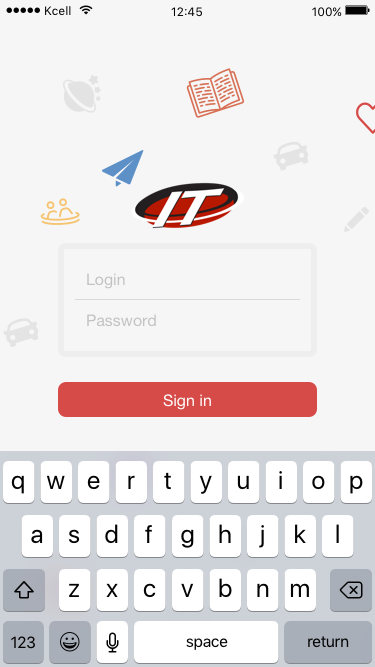 Kcell 12:45 100%
IT
Login
Password
Sign in
q w e r t y u i o p
a s d f g h j k l
z x c v b n m
123 space return